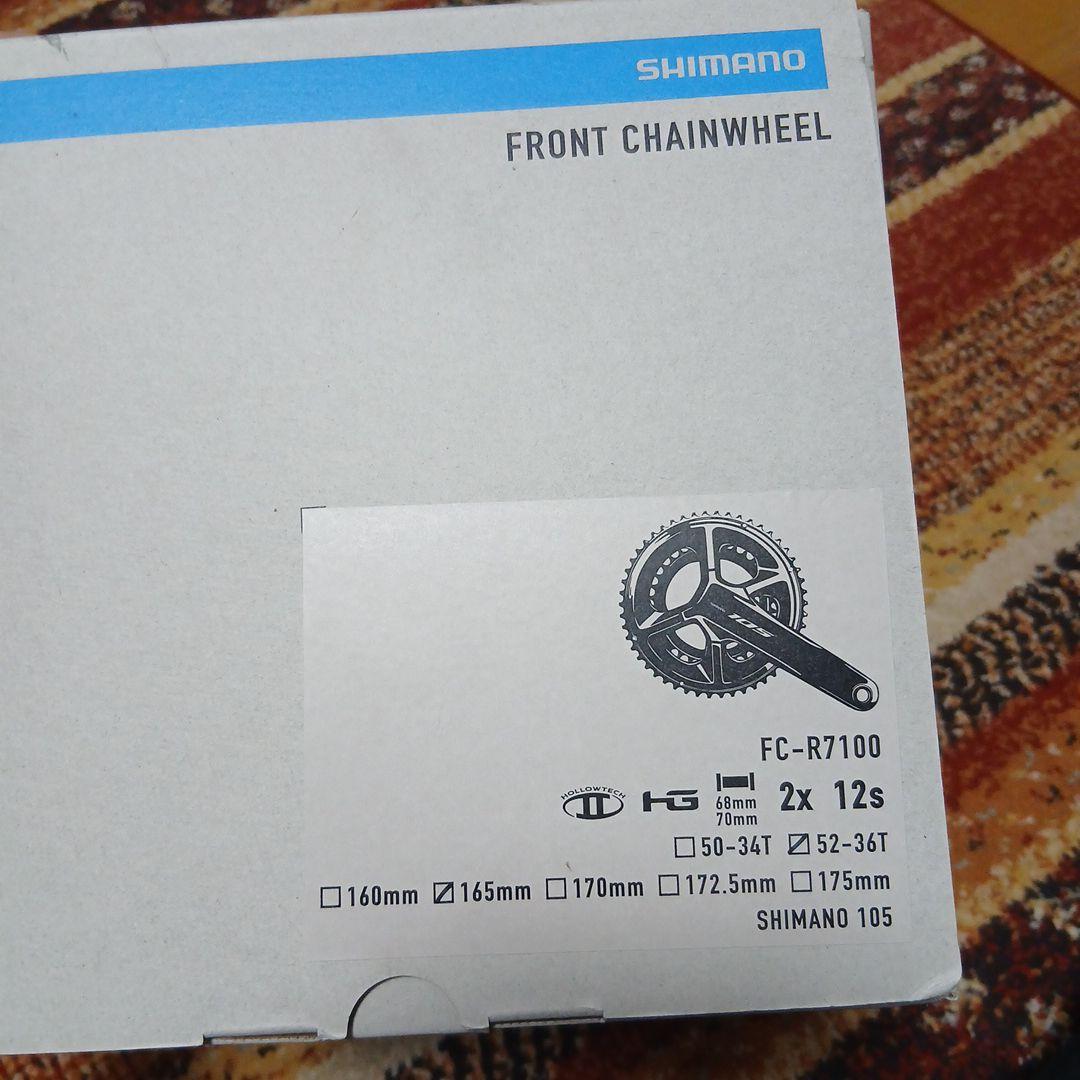 SHIMANO
FRONT CHAINWHEEL
105
FC-R7100
HOLLOWTECH
II
HG
68mm
70mm
2x 12s
☐50-34T ☑52-36T
☐160mm ☑165mm ☐170mm ☐172.5mm ☐175mm
SHIMANO 105